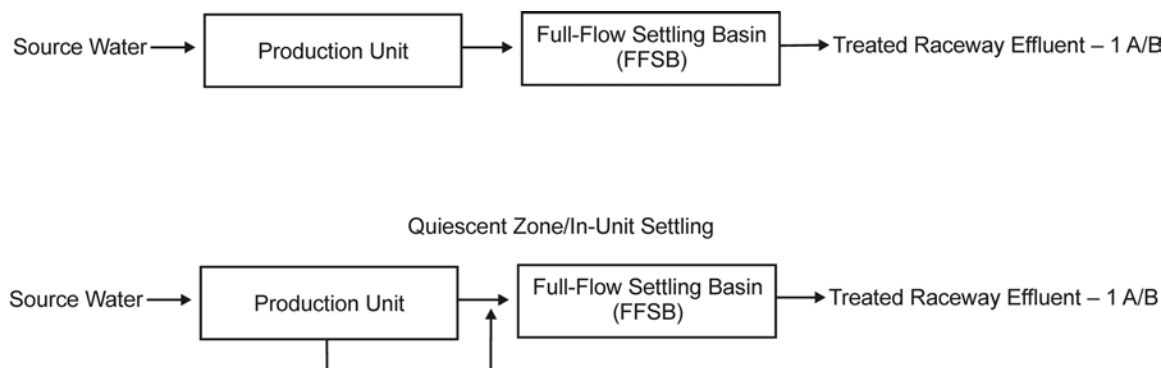 Source Water
Production Unit
Full-Flow Settling Basin
(FFSB)
Treated Raceway Effluent – 1 A/B
Quiescent Zone/In-Unit Settling
Source Water
Production Unit
Full-Flow Settling Basin
(FFSB)
Treated Raceway Effluent – 1 A/B